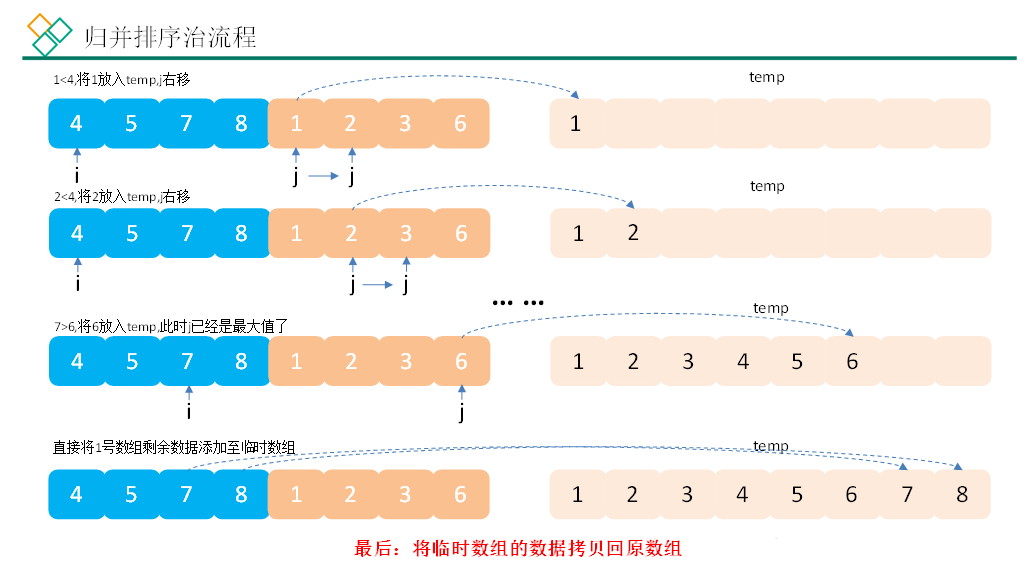 归并排序治流程
1<4,将1放入temp,j右移
temp
4 5 7 8 1 2 3 6
1
i j j
2<4,将2放入temp,j右移
temp
4 5 7 8 1 2 3 6
1 2
i j j
... ...
7>6,将6放入temp,此时j已经是最大值了
temp
4 5 7 8 1 2 3 6
1 2 3 4 5 6
i j
直接将1号数组剩余数据添加至临时数组
temp
4 5 7 8 1 2 3 6
1 2 3 4 5 6 7 8
最后：将临时数组的数据拷贝回原数组